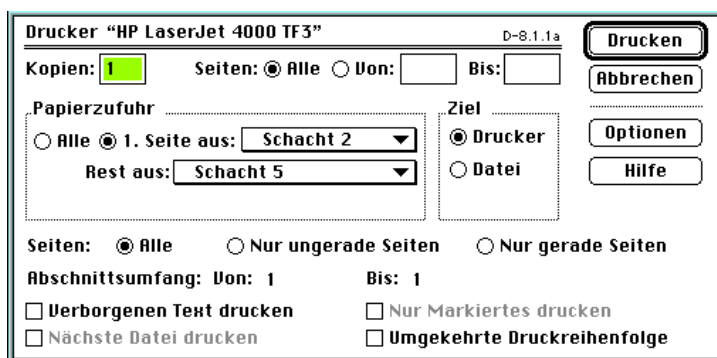 Drucker “HP LaserJet 4000 TF3” D-8.1.1a
Drucken
Kopien: 1 Seiten: Alle Von: Bis:
Abbrechen
Papierzufuhr Ziel
Alle 1. Seite aus: Schacht 2 Drucker
Optionen
Rest aus: Schacht 5 Datei
Hilfe
Seiten: Alle Nur ungerade Seiten Nur gerade Seiten
Abschnittsumfang: Von: 1 Bis: 1
Verborgenen Text drucken Nur Markiertes drucken
Nächste Datei drucken Umgekehrte Druckreihenfolge